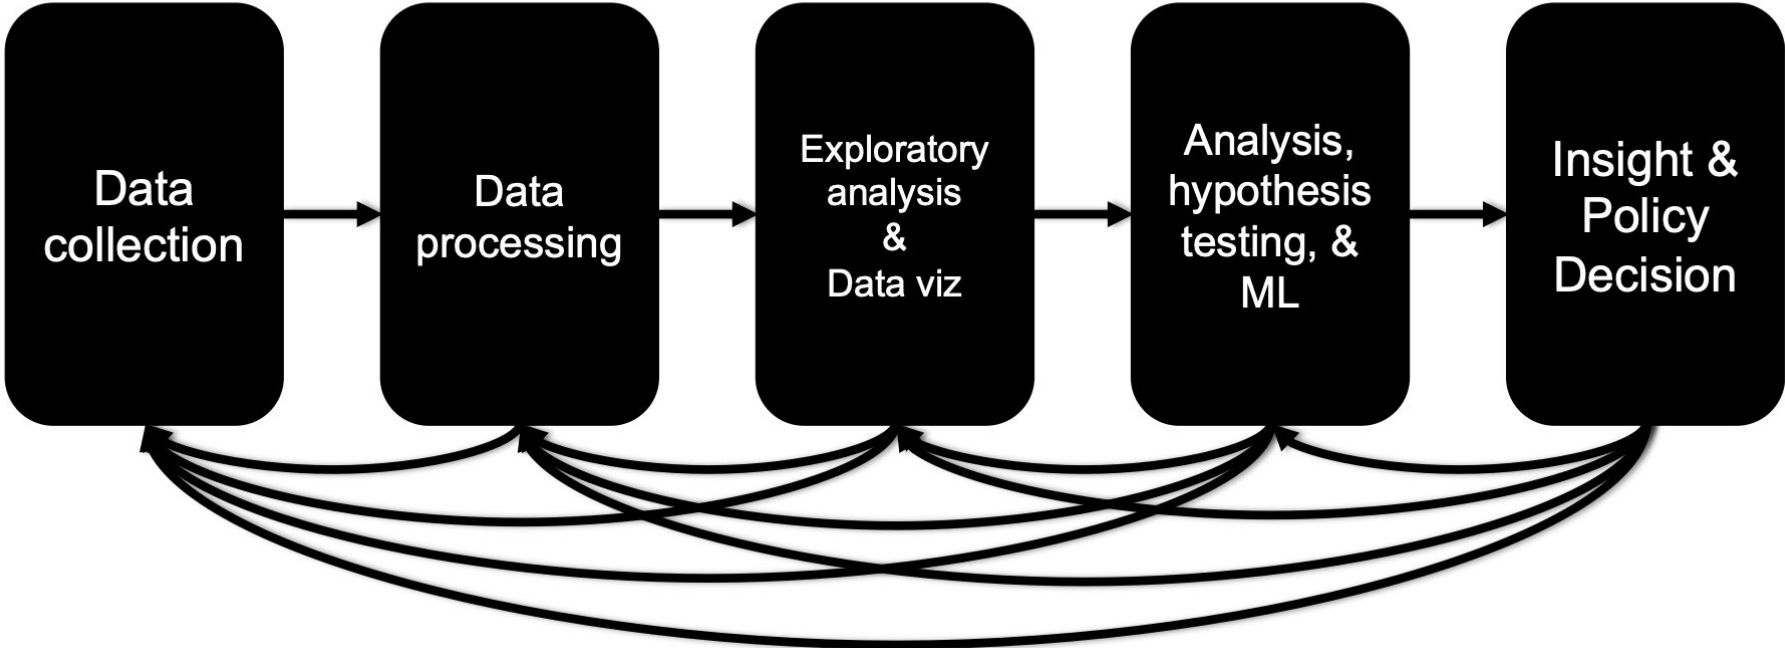 Data
collection
Data
processing
Exploratory
analysis
&
Data viz
Analysis,
hypothesis
testing, &
ML
Insight &
Policy
Decision